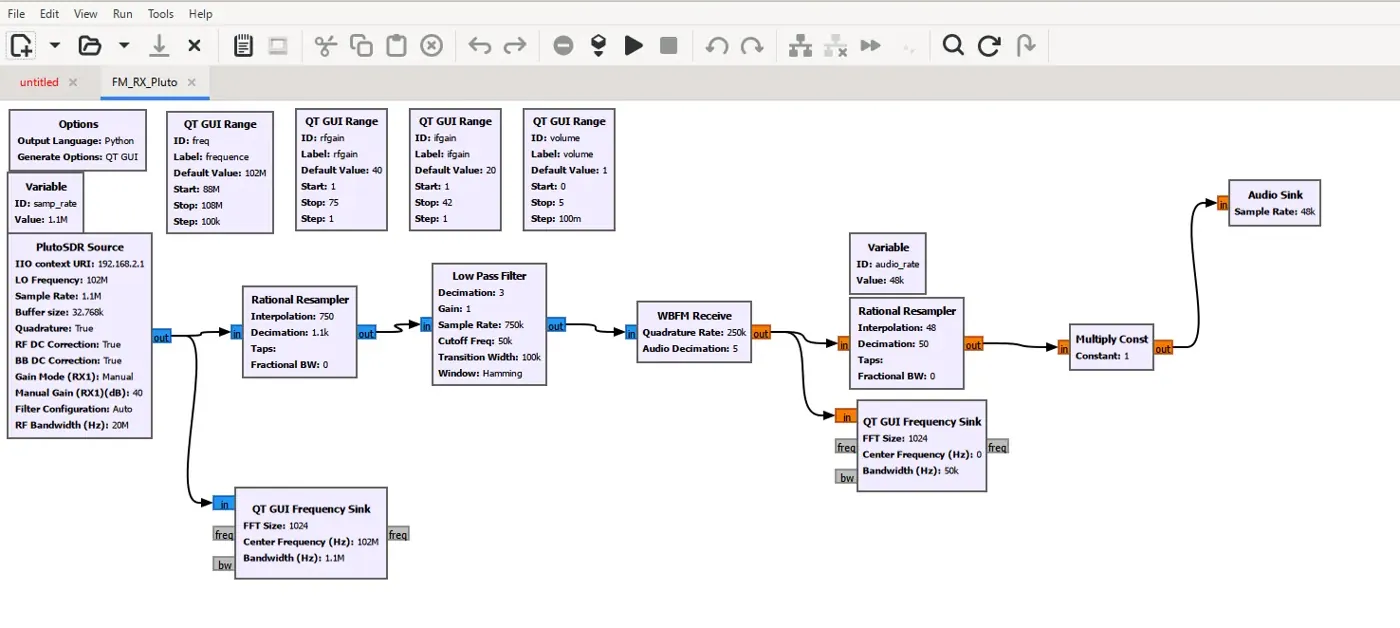 File Edit View Run Tools Help
untitled
FM_RX_Pluto
Options
Output Language: Python
Generate Options: QT GUI
Variable
ID: samp_rate
Value: 1.1M
QT GUI Range
ID: freq
Label: frequence
Default Value: 102M
Start: 88M
Stop: 108M
Step: 100k
QT GUI Range
ID: rfgain
Label: rfgain
Default Value: 40
Start: 1
Stop: 75
Step: 1
QT GUI Range
ID: ifgain
Label: ifgain
Default Value: 20
Start: 1
Stop: 42
Step: 1
QT GUI Range
ID: volume
Label: volume
Default Value: 1
Start: 0
Stop: 5
Step: 100m
PlutoSDR Source
IIO context URI: 192.168.2.1
LO Frequency: 102M
Sample Rate: 1.1M
Buffer size: 32.768k
Quadrature: True
RF DC Correction: True
BB DC Correction: True
Gain Mode (RX1): Manual
Manual Gain (RX1)(dB): 40
Filter Configuration: Auto
RF Bandwidth (Hz): 20M
out
in
Rational Resampler
Interpolation: 750
Decimation: 1.1k
Taps:
Fractional BW: 0
out
in
Low Pass Filter
Decimation: 3
Gain: 1
Sample Rate: 750k
Cutoff Freq: 50k
Transition Width: 100k
Window: Hamming
out
in
WBFM Receive
Quadrature Rate: 250k
Audio Decimation: 5
out
Variable
ID: audio_rate
Value: 48k
in
Rational Resampler
Interpolation: 48
Decimation: 50
Taps:
Fractional BW: 0
out
in
Multiply Const
Constant: 1
out
in
Audio Sink
Sample Rate: 48k
in
freq
bw
QT GUI Frequency Sink
FFT Size: 1024
Center Frequency (Hz): 0
Bandwidth (Hz): 50k
freq
in
freq
bw
QT GUI Frequency Sink
FFT Size: 1024
Center Frequency (Hz): 102M
Bandwidth (Hz): 1.1M
freq